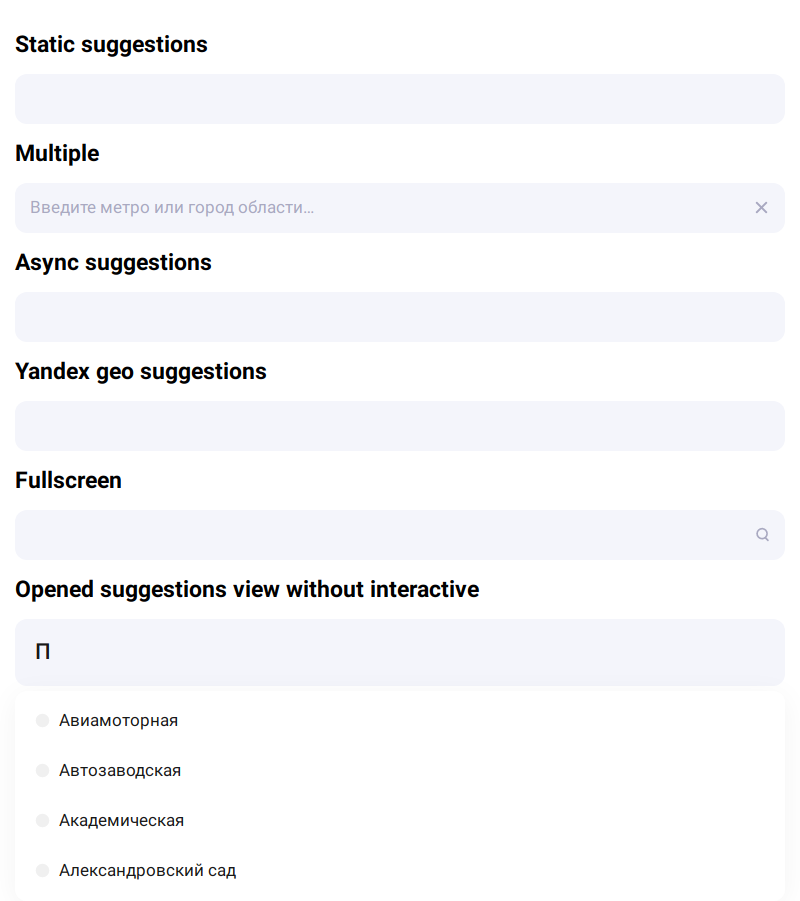 Static suggestions
Multiple
Введите метро или город области…
Async suggestions
Yandex geo suggestions
Fullscreen
Opened suggestions view without interactive
П
Авиамоторная
Автозаводская
Академическая
Александровский сад